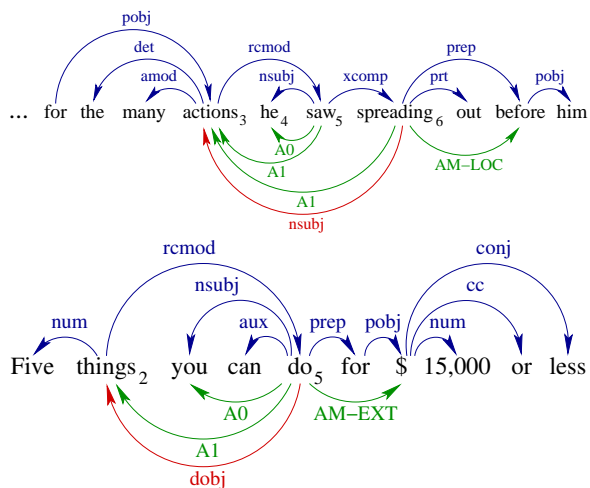 pobj
det rcmod prep
amod nsubj xcomp prt pobj
... for the many actions3 he4 saw5 spreading6 out before him
A0
A1 AM−LOC
A1
nsubj
rcmod conj
nsubj cc
num aux prep pobj num
Five things2 you can do5 for $ 15,000 or less
A0 AM−EXT
A1
dobj